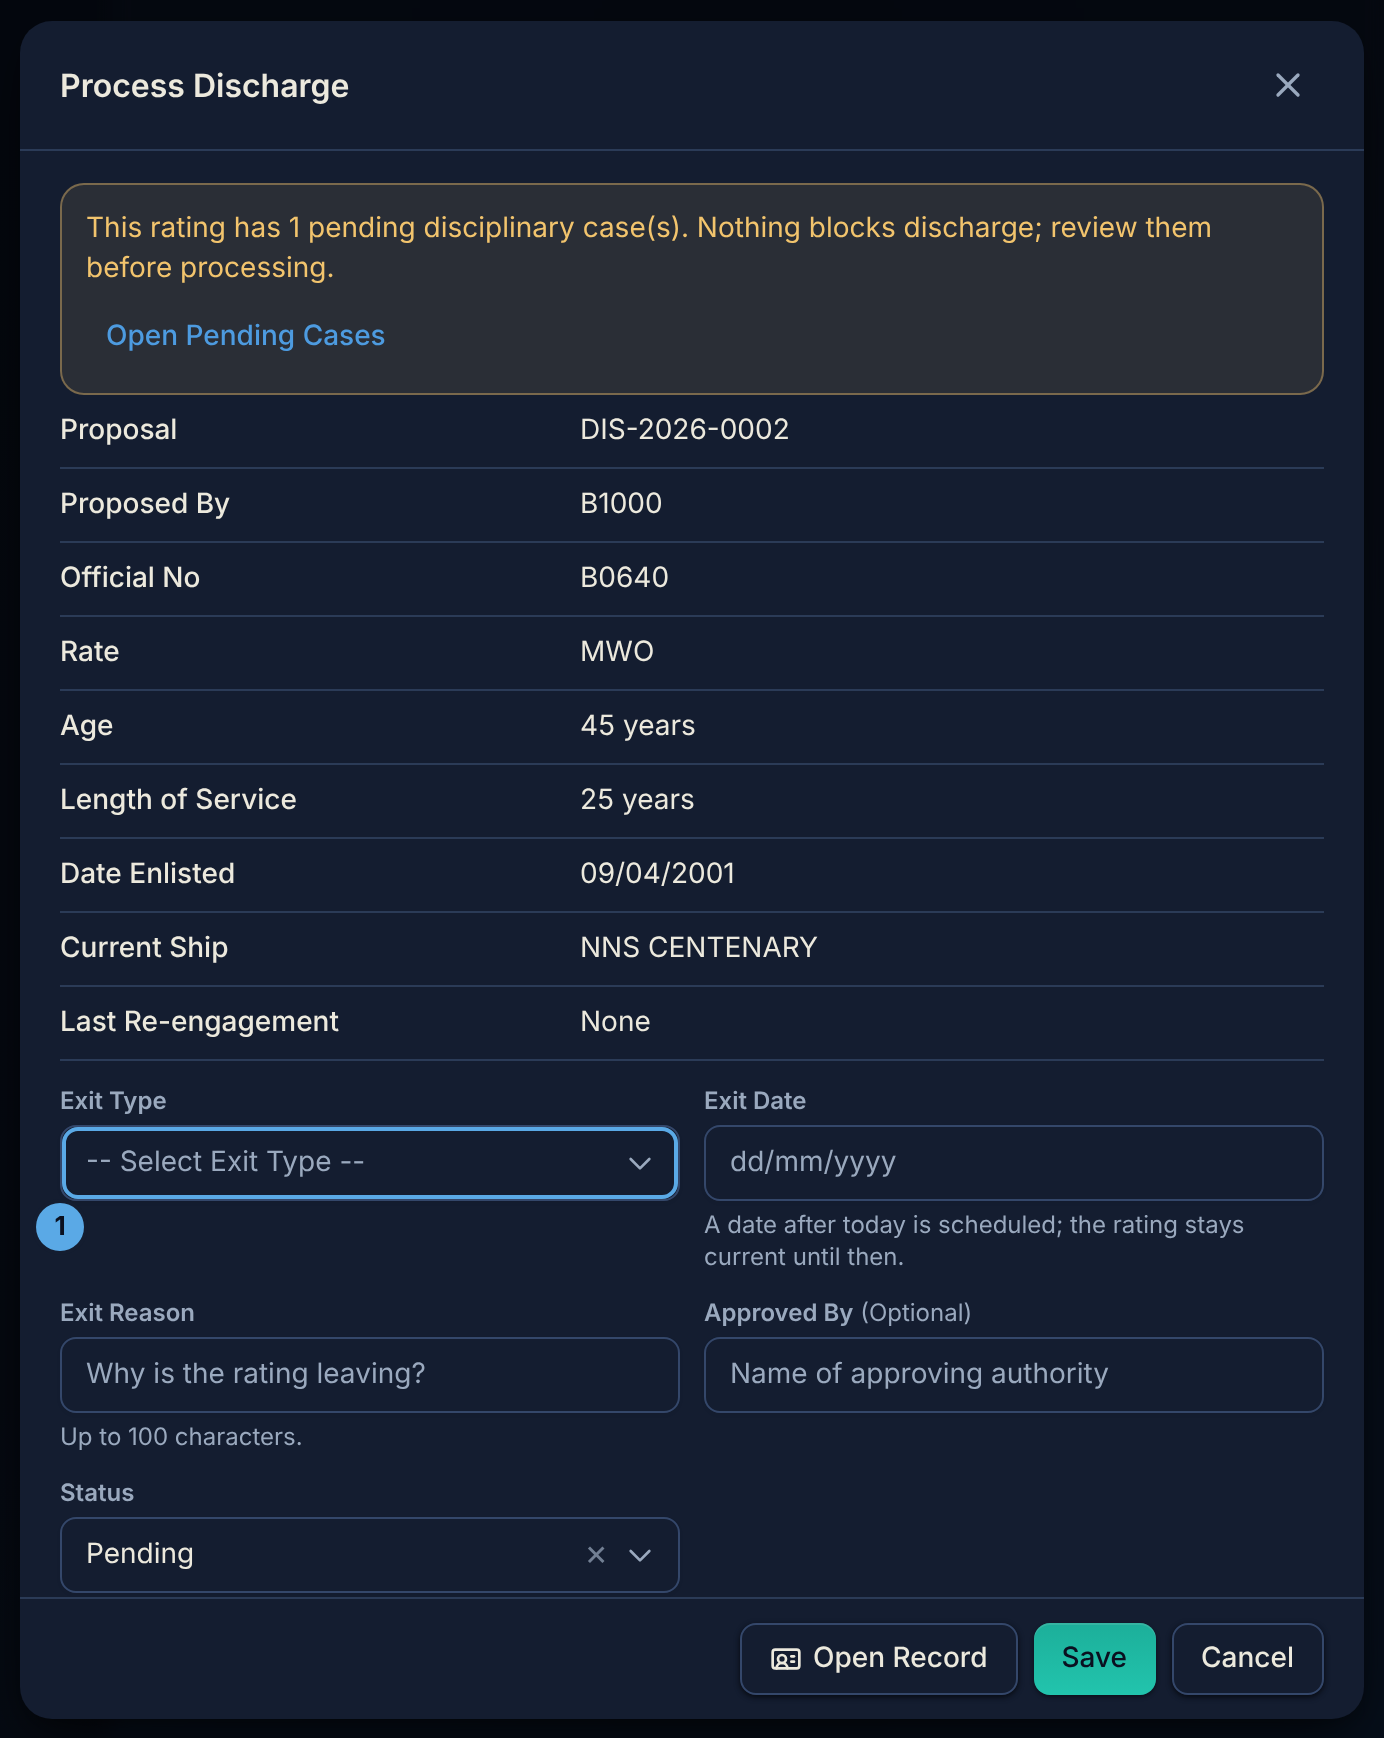 Process Discharge
This rating has 1 pending disciplinary case(s). Nothing blocks discharge; review them
before processing.
Open Pending Cases
Proposal DIS-2026-0002
Proposed By B1000
Official No B0640
Rate MWO
Age 45 years
Length of Service 25 years
Date Enlisted 09/04/2001
Current Ship NNS CENTENARY
Last Re-engagement None
Exit Type Exit Date
-- Select Exit Type -- dd/mm/yyyy
1
A date after today is scheduled; the rating stays
current until then.
Exit Reason Approved By (Optional)
Why is the rating leaving? Name of approving authority
Up to 100 characters.
Status
Pending
Open Record Save Cancel